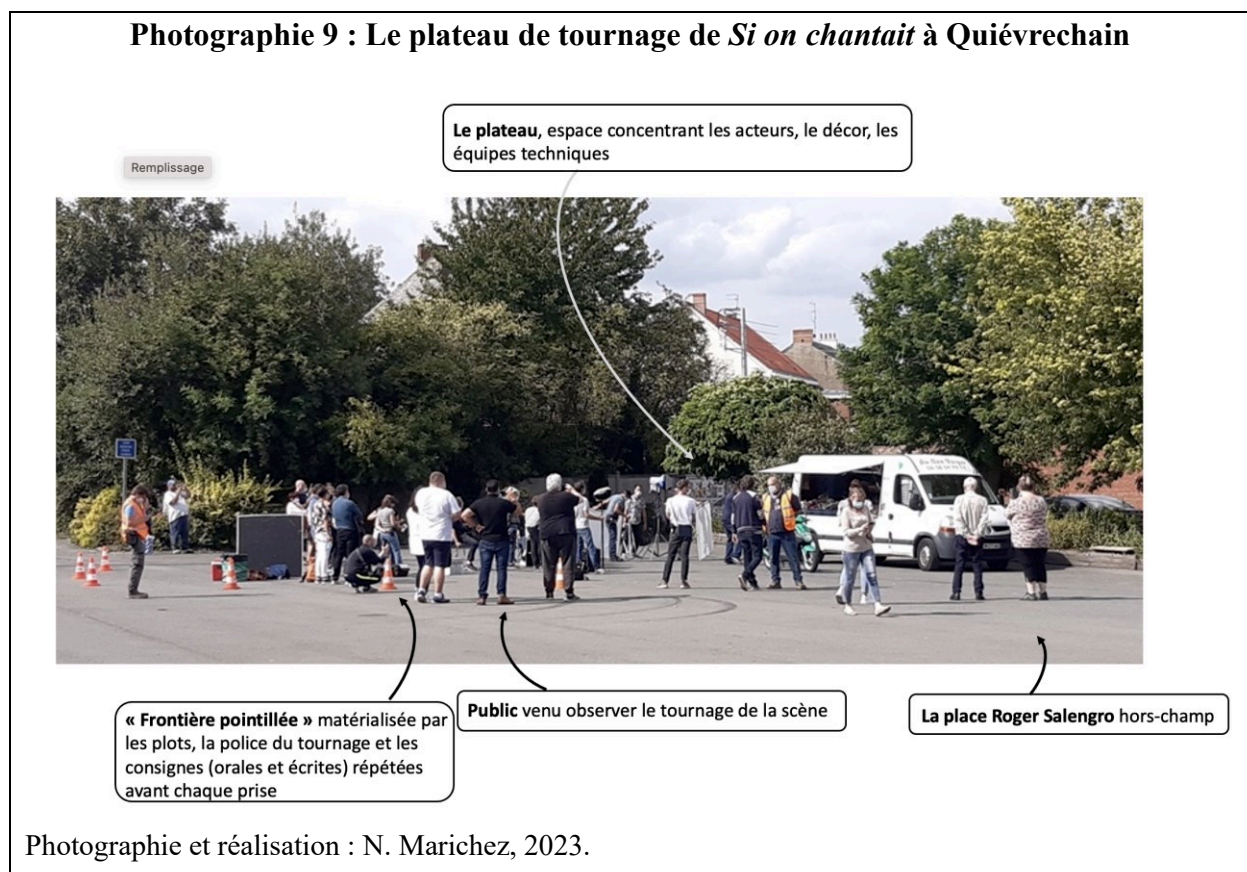 Photographie 9 : Le plateau de tournage de Si on chantait à Quiévrechain
Le plateau, espace concentrant les acteurs, le décor, les
équipes techniques
Remplissage
« Frontière pointillée » matérialisée par
les plots, la police du tournage et les
consignes (orales et écrites) répétées
avant chaque prise
Public venu observer le tournage de la scène
La place Roger Salengro hors-champ
Photographie et réalisation : N. Marichez, 2023.